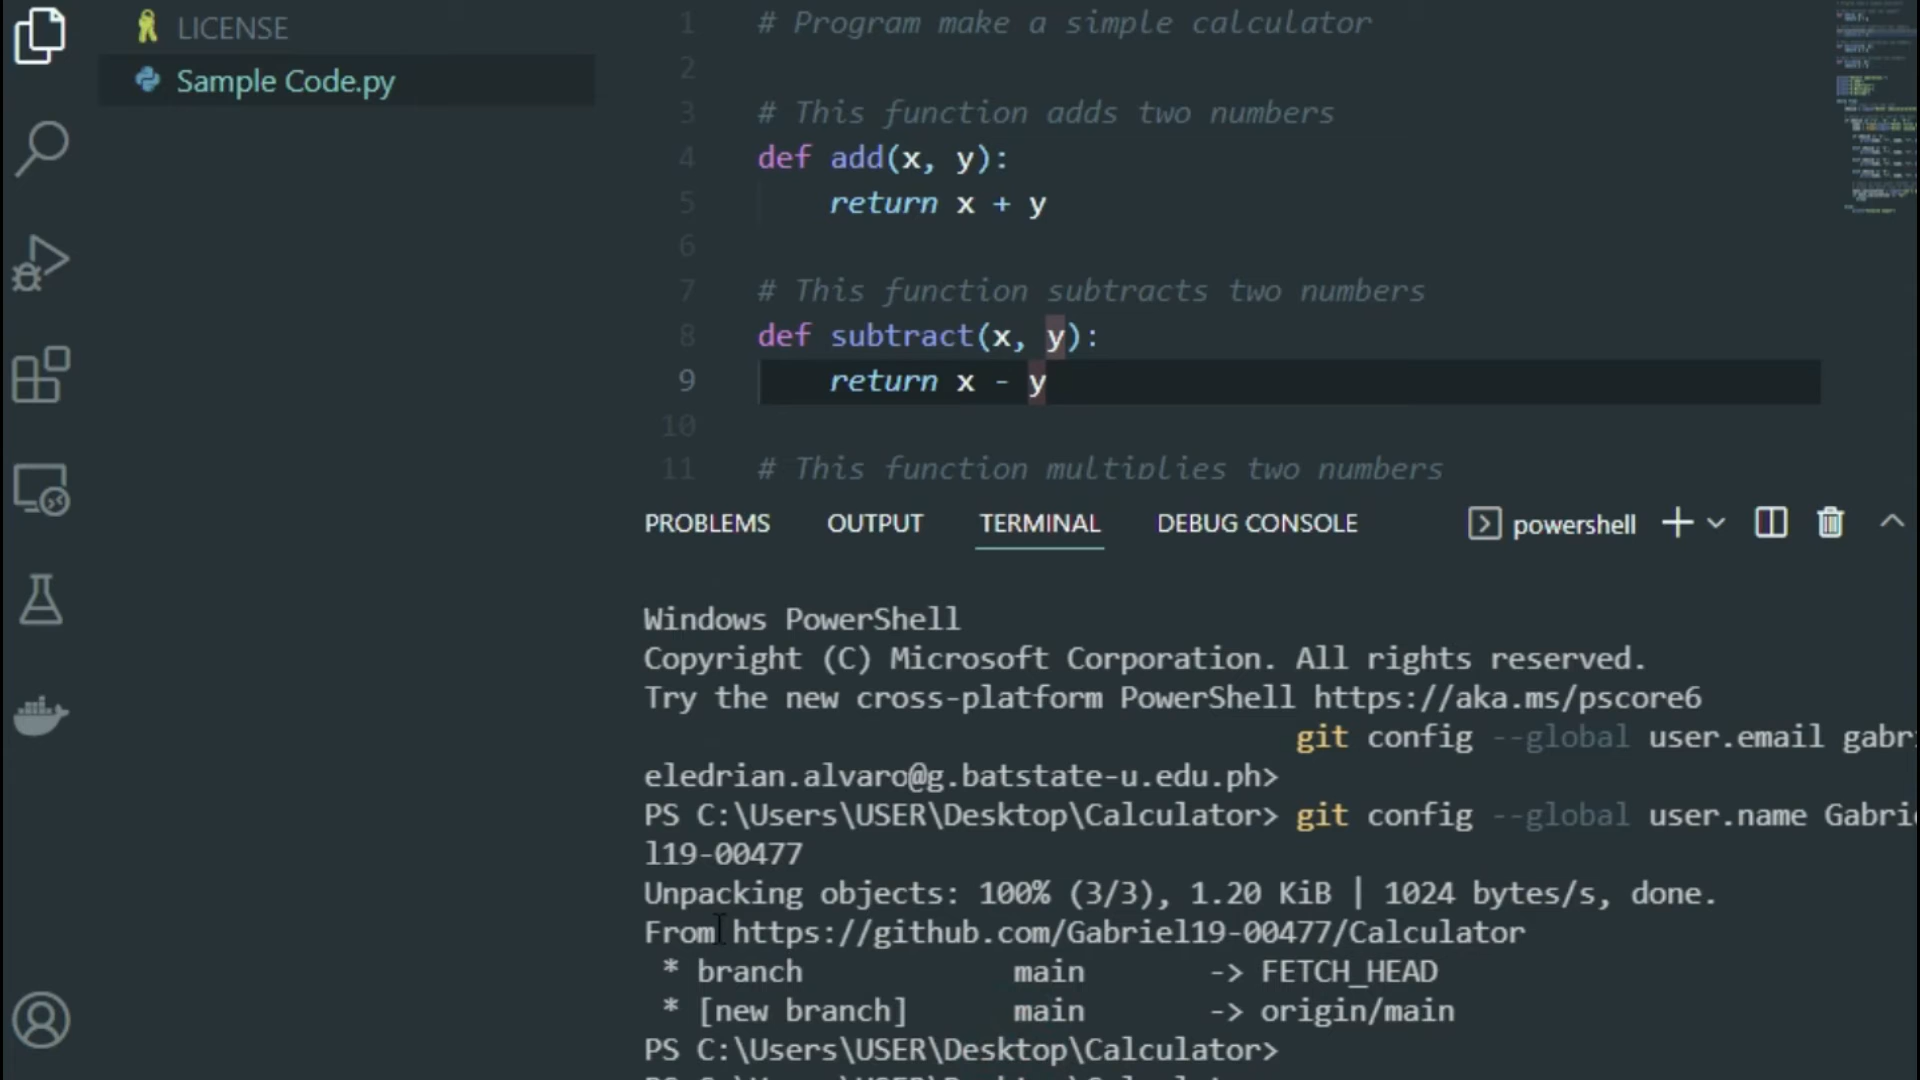 LICENSE
Sample Code.py
1 # Program make a simple calculator
2
3 # This function adds two numbers
4 def add(x, y):
5 return x + y
6
7 # This function subtracts two numbers
8 def subtract(x, y):
9 return x - y
10
11 # This function multiplies two numbers
PROBLEMS OUTPUT TERMINAL DEBUG CONSOLE powershell
Windows PowerShell
Copyright (C) Microsoft Corporation. All rights reserved.
Try the new cross-platform PowerShell https://aka.ms/pscore6
git config --global user.email gabri
eledrian.alvaro@g.batstate-u.edu.ph>
PS C:\Users\USER\Desktop\Calculator> git config --global user.name Gabrie
l19-00477
Unpacking objects: 100% (3/3), 1.20 KiB | 1024 bytes/s, done.
From https://github.com/Gabriel19-00477/Calculator
* branch main -> FETCH_HEAD
* [new branch] main -> origin/main
PS C:\Users\USER\Desktop\Calculator>